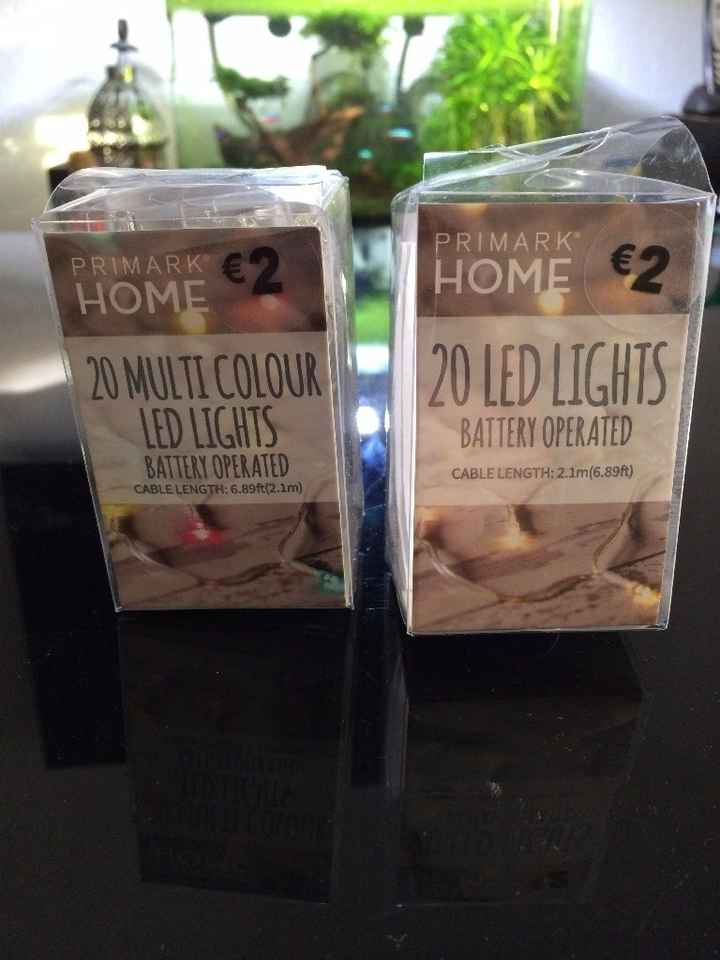 PRIMARK®
HOME
€2
20 MULTI COLOUR
LED LIGHTS
BATTERY OPERATED
CABLE LENGTH: 6.89ft(2.1m)
PRIMARK®
HOME
€2
20 LED LIGHTS
BATTERY OPERATED
CABLE LENGTH: 2.1m(6.89ft)